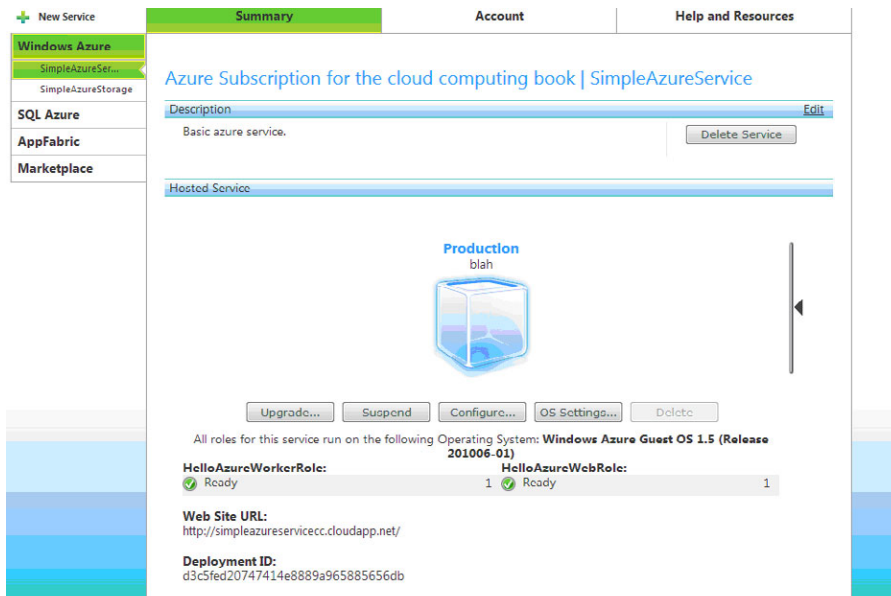 New Service
Summary
Account
Help and Resources
Windows Azure
SimpleAzureSer...
SimpleAzureStorage
SQL Azure
AppFabric
Marketplace
Azure Subscription for the cloud computing book | SimpleAzureService
Description
Edit
Basic azure service.
Delete Service
Hosted Service
Production
blah
Upgrade...
Suspend
Configure...
OS Settings...
Delete
All roles for this service run on the following Operating System: Windows Azure Guest OS 1.5 (Release
201006-01)
HelloAzureWorkerRole:
HelloAzureWebRole:
Ready 1
Ready 1
Web Site URL:
http://simpleazureservicecc.cloudapp.net/
Deployment ID:
d3c5fed20747414e8889a965885656db